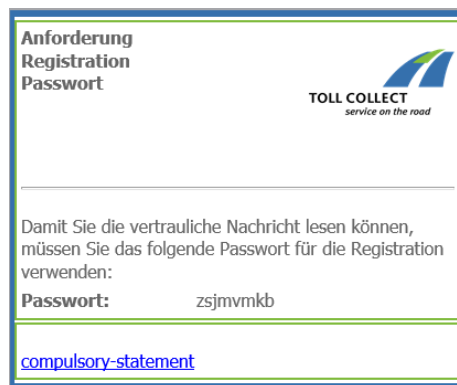 Anforderung
Registration
Passwort
TOLL COLLECT
service on the road
Damit Sie die vertrauliche Nachricht lesen können,
müssen Sie das folgende Passwort für die Registration
verwenden:
Passwort: zsjmvmkb
compulsory-statement